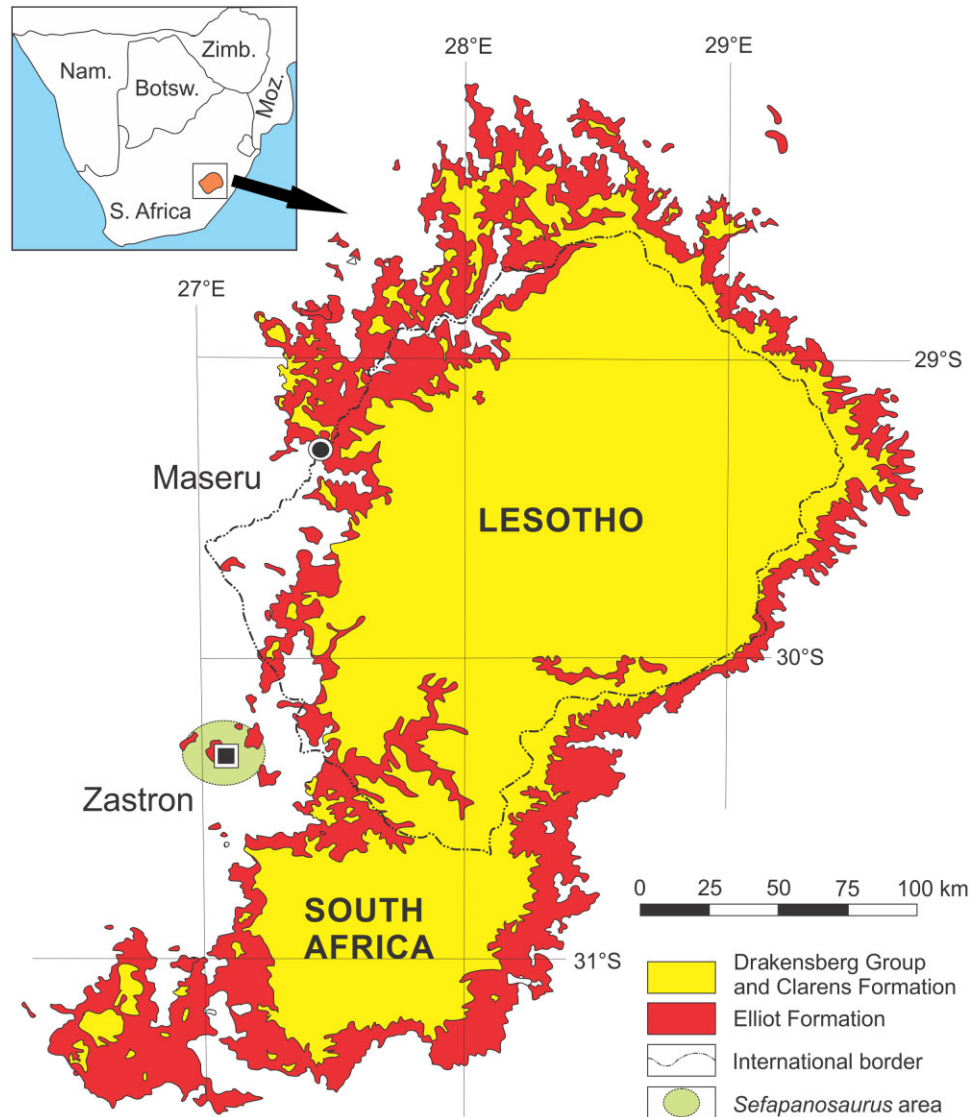 Nam.
Botsw.
Zimb.
Moz.
S. Africa
28°E
29°E
27°E
29°S
Maseru
LESOTHO
30°S
Zastron
SOUTH
AFRICA
31°S
0 25 50 75 100 km
Drakensberg Group
and Clarens Formation
Elliot Formation
International border
Sefapanosaurus area